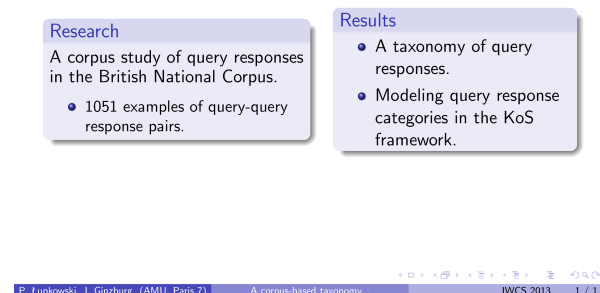 Research
A corpus study of query responses
in the British National Corpus.
1051 examples of query-query
response pairs.
Results
A taxonomy of query
responses.
Modeling query response
categories in the KoS
framework.
P. Łupkowski, J. Ginzburg (AMU, Paris 7)
A corpus-based taxonomy
IWCS 2013
1 / 1